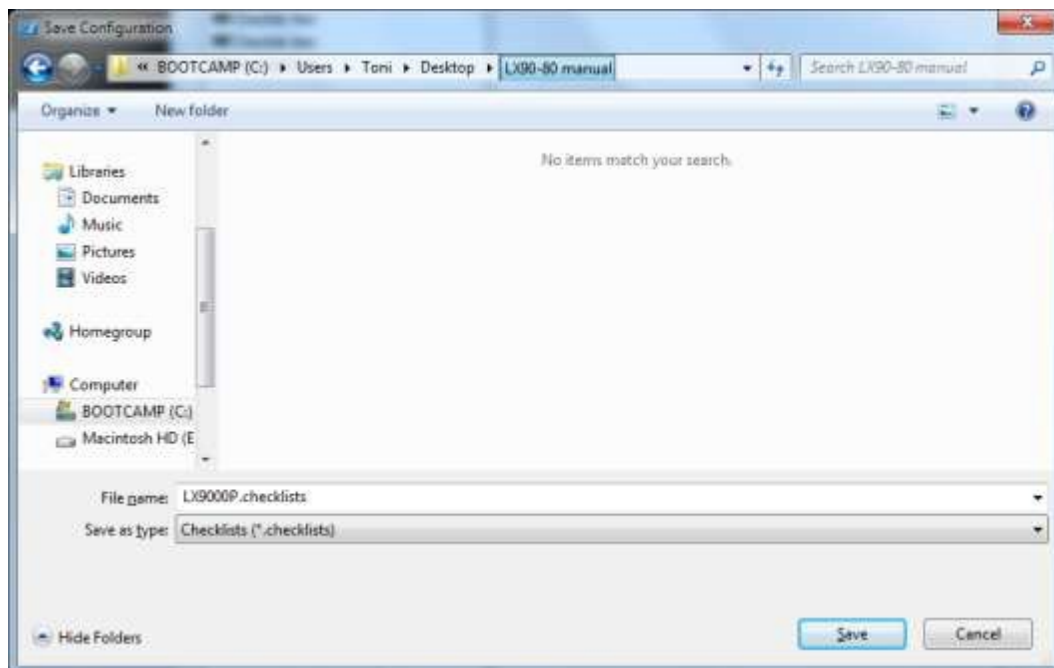 Save Configuration
« BOOTCAMP (C:) ▸ Users ▸ Toni ▸ Desktop ▸ LX90-80 manual
Search LX90-80 manual
Organize
New folder
No items match your search.
Libraries
Documents
Music
Pictures
Videos
Homegroup
Computer
BOOTCAMP (C:)
Macintosh HD (E
File name: LX9000P.checklists
Save as type: Checklists (*.checklists)
Hide Folders
Save
Cancel